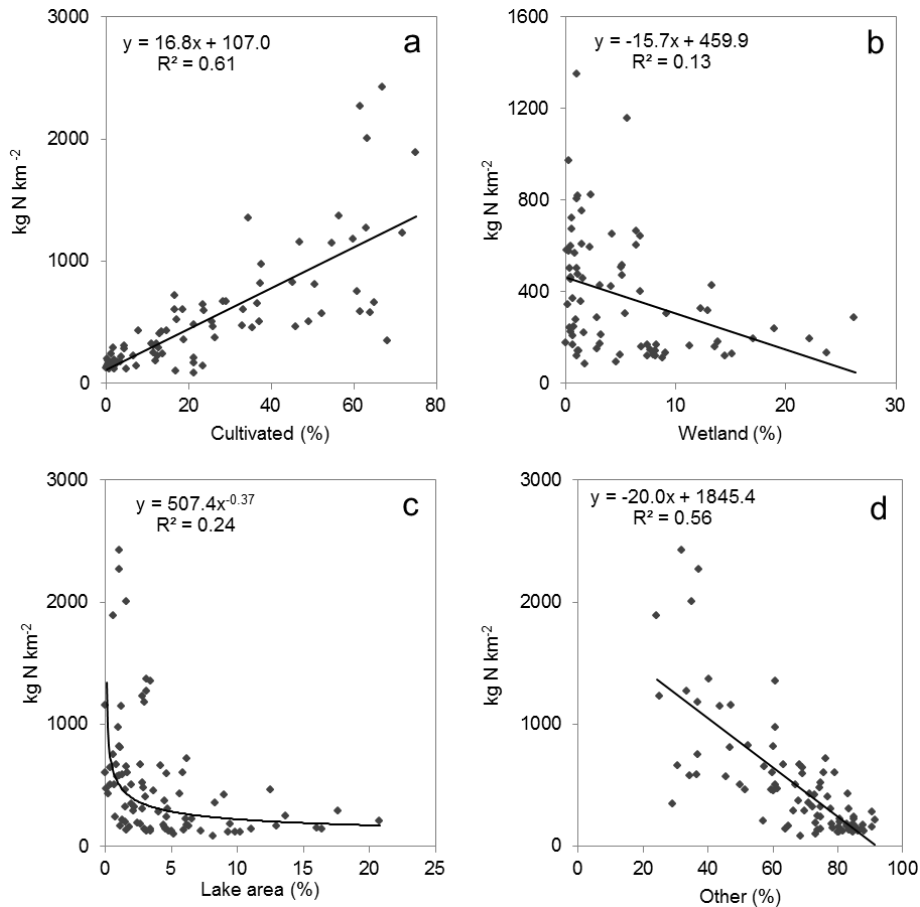 a
y = 16.8x + 107.0
R² = 0.61
kg N km⁻²
3000
2000
1000
0
0 20 40 60 80
Cultivated (%)
b
y = -15.7x + 459.9
R² = 0.13
kg N km⁻²
1600
1200
800
400
0
0 10 20 30
Wetland (%)
c
y = 507.4x⁻⁰·³⁷
R² = 0.24
kg N km⁻²
3000
2000
1000
0
0 5 10 15 20 25
Lake area (%)
d
y = -20.0x + 1845.4
R² = 0.56
kg N km⁻²
3000
2000
1000
0
0 20 40 60 80 100
Other (%)